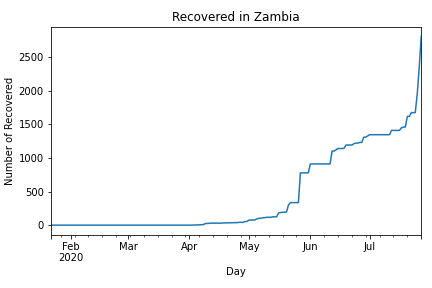 Recovered in Zambia
Number of Recovered
2500
2000
1500
1000
500
0
Feb Mar Apr May Jun Jul
2020
Day